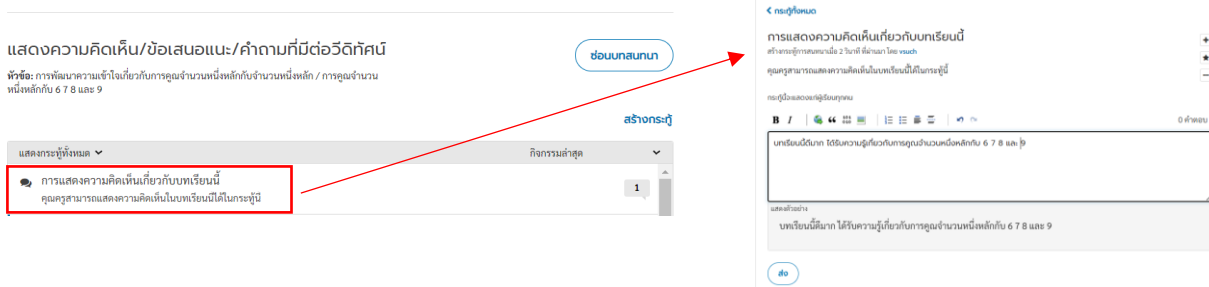 แสดงความคิดเห็น/ข้อเสนอแนะ/คำถามที่มีต่อวีดิทัศน์
ซ่อนบทสนทนา
หัวข้อ: การพัฒนาความเข้าใจเกี่ยวกับการคูณจำนวนหนึ่งหลักกับจำนวนหนึ่งหลัก / การคูณจำนวน
หนึ่งหลักกับ 6 7 8 และ 9
สร้างกระทู้
แสดงกระทู้ทั้งหมด
กิจกรรมล่าสุด
การแสดงความคิดเห็นเกี่ยวกับบทเรียนนี้
คุณครูสามารถแสดงความคิดเห็นในบทเรียนนี้ได้ในกระทู้นี้
1
กระทู้ทั้งหมด
การแสดงความคิดเห็นเกี่ยวกับบทเรียนนี้
สร้างกระทู้การสนทนาเมื่อ 2 วินาที ที่ผ่านมา โดย vsuch
คุณครูสามารถแสดงความคิดเห็นในบทเรียนนี้ได้ในกระทู้นี้
กระทู้นี้จะแสดงแก่ผู้เรียนทุกคน
B I
0 คำตอบ
บทเรียนนี้ดีมาก ได้รับความรู้เกี่ยวกับการคูณจำนวนหนึ่งหลักกับ 6 7 8 และ 9
แสดงตัวอย่าง
บทเรียนนี้ดีมาก ได้รับความรู้เกี่ยวกับการคูณจำนวนหนึ่งหลักกับ 6 7 8 และ 9
ส่ง